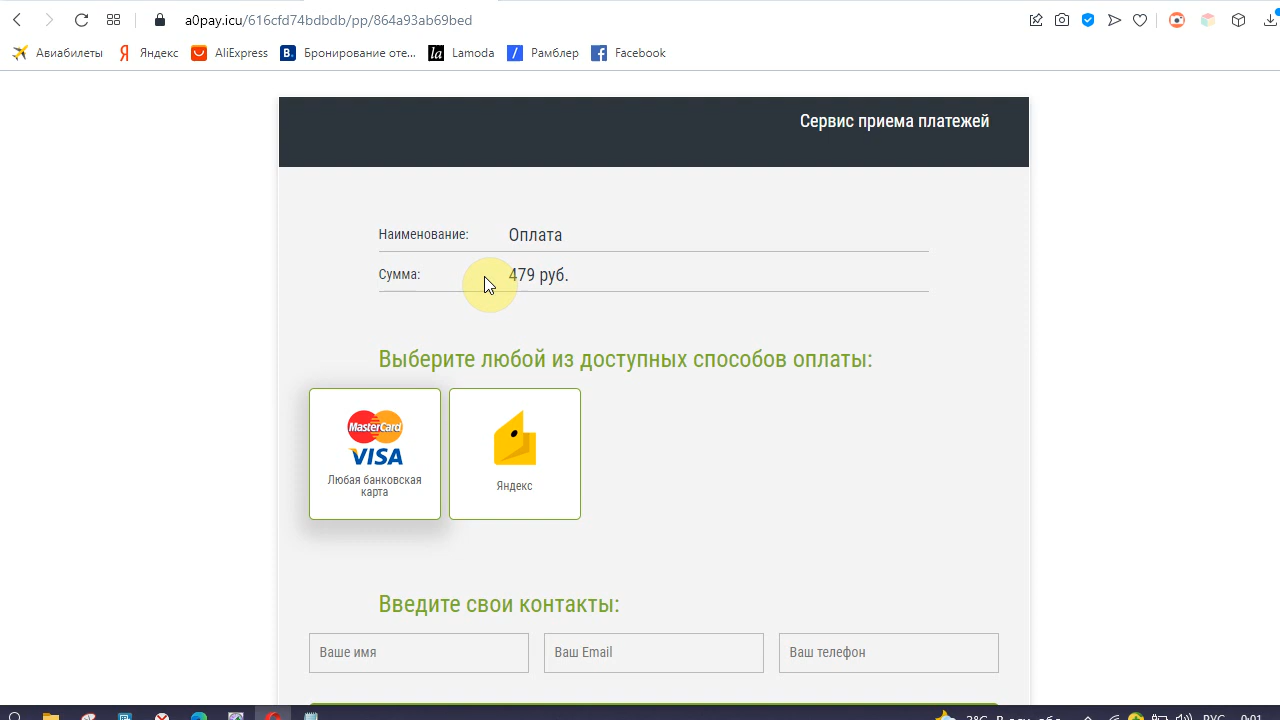 a0pay.icu/616cfd74bdbdb/pp/864a93ab69bed
Авиабилеты Яндекс AliExpress Бронирование оте... Lamoda Рамблер Facebook
Сервис приема платежей
Наименование: Оплата
Сумма: 479 руб.
Выберите любой из доступных способов оплаты:
MasterCard
VISA
Любая банковская
карта
Яндекс
Введите свои контакты:
Ваше имя Ваш Email Ваш телефон
РУС